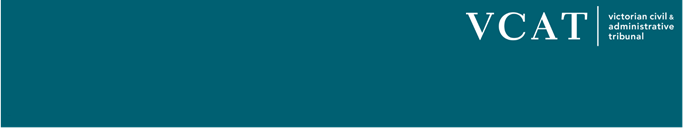 VCAT
victorian civil &
administrative
tribunal